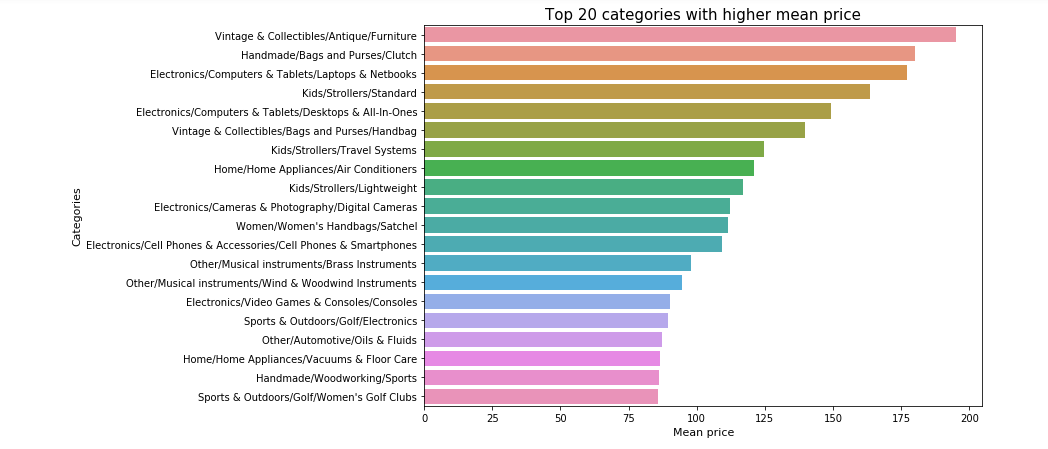 Top 20 categories with higher mean price
Categories
Vintage & Collectibles/Antique/Furniture
Handmade/Bags and Purses/Clutch
Electronics/Computers & Tablets/Laptops & Netbooks
Kids/Strollers/Standard
Electronics/Computers & Tablets/Desktops & All-In-Ones
Vintage & Collectibles/Bags and Purses/Handbag
Kids/Strollers/Travel Systems
Home/Home Appliances/Air Conditioners
Kids/Strollers/Lightweight
Electronics/Cameras & Photography/Digital Cameras
Women/Women's Handbags/Satchel
Electronics/Cell Phones & Accessories/Cell Phones & Smartphones
Other/Musical instruments/Brass Instruments
Other/Musical instruments/Wind & Woodwind Instruments
Electronics/Video Games & Consoles/Consoles
Sports & Outdoors/Golf/Electronics
Other/Automotive/Oils & Fluids
Home/Home Appliances/Vacuums & Floor Care
Handmade/Woodworking/Sports
Sports & Outdoors/Golf/Women's Golf Clubs
0 25 50 75 100 125 150 175 200
Mean price